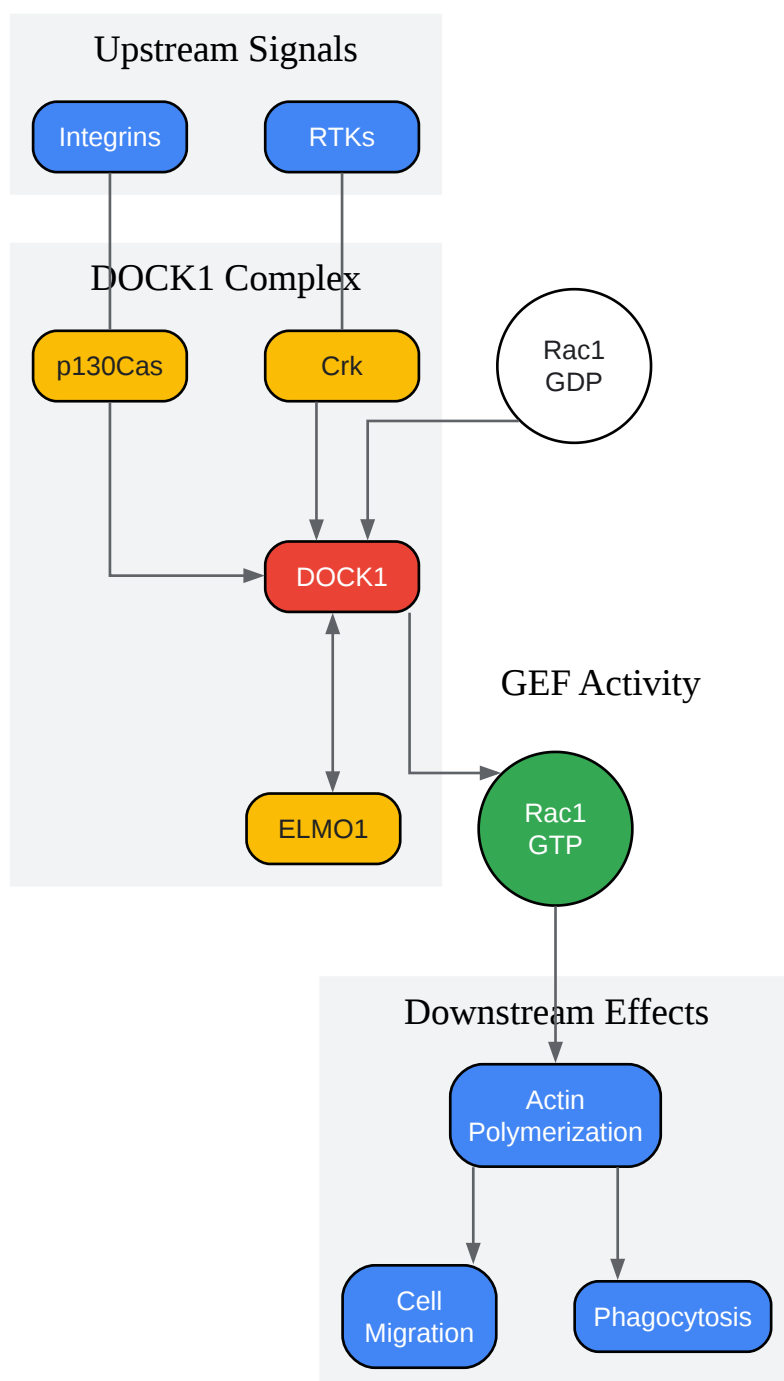 Upstream Signals
Integrins
RTKs
DOCK1 Complex
p130Cas
Crk
Rac1
GDP
DOCK1
GEF Activity
ELMO1
Rac1
GTP
Downstream Effects
Actin
Polymerization
Cell
Migration
Phagocytosis